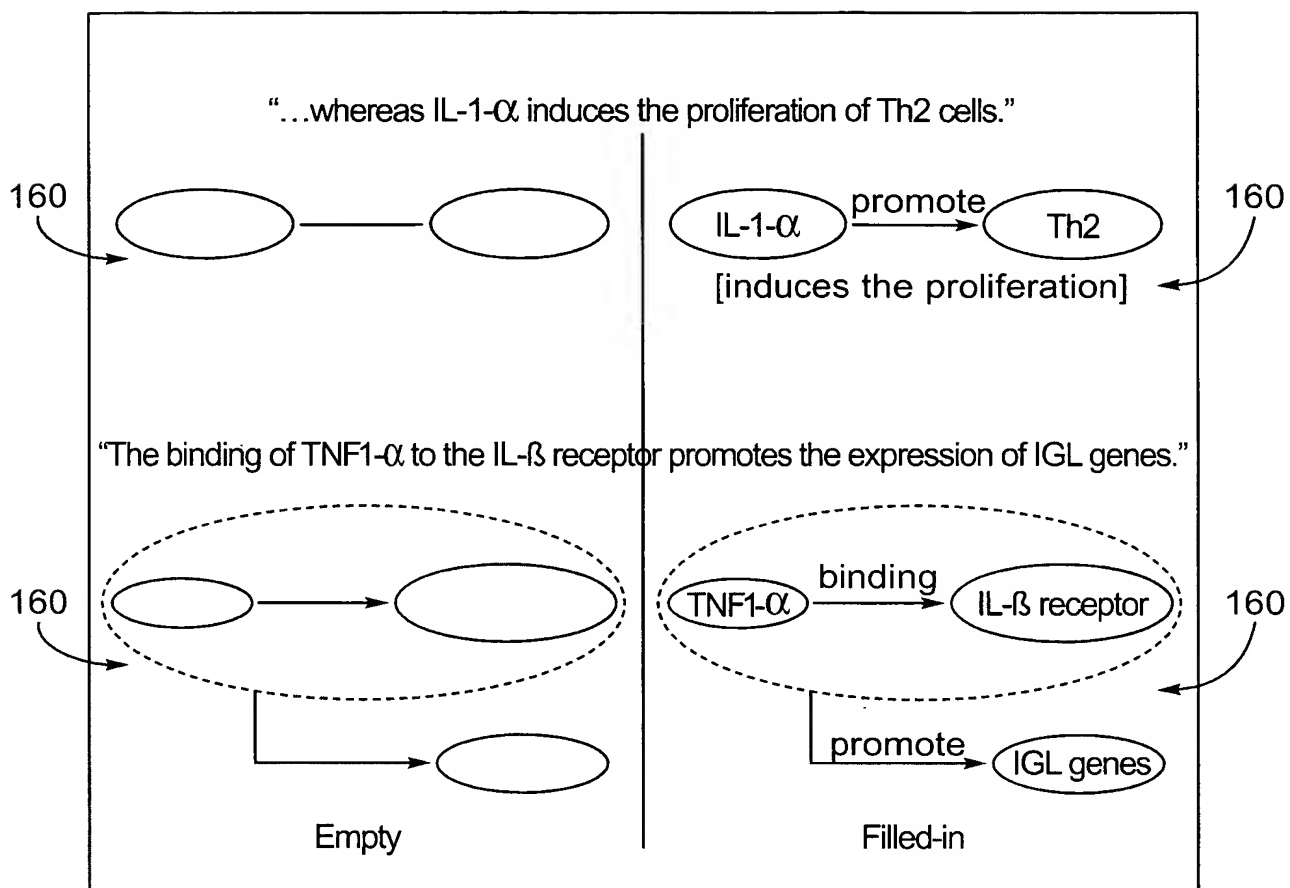 “…whereas IL-1-α induces the proliferation of Th2 cells.”
160
promote
160
IL-1-α
Th2
[induces the proliferation]
“The binding of TNF1-α to the IL-ß receptor promotes the expression of IGL genes.”
160
binding
160
TNF1-α
IL-ß receptor
promote
IGL genes
Empty
Filled-in